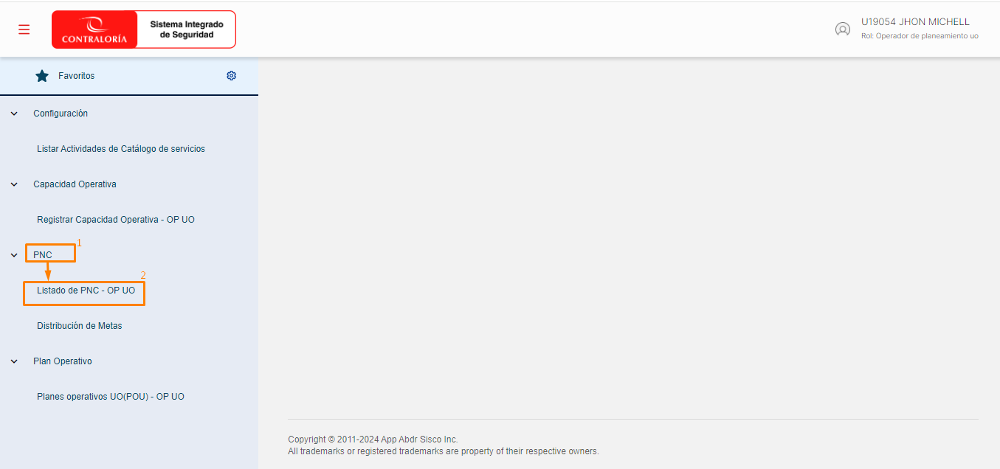 CONTRALORÍA
Sistema Integrado
de Seguridad
U19054 JHON MICHELL
Rol: Operador de planeamiento uo
Favoritos
Configuración
Listar Actividades de Catálogo de servicios
Capacidad Operativa
Registrar Capacidad Operativa - OP UO
1
PNC
2
Listado de PNC - OP UO
Distribución de Metas
Plan Operativo
Planes operativos UO(POU) - OP UO
Copyright © 2011-2024 App Abdr Sisco Inc.
All trademarks or registered trademarks are property of their respective owners.